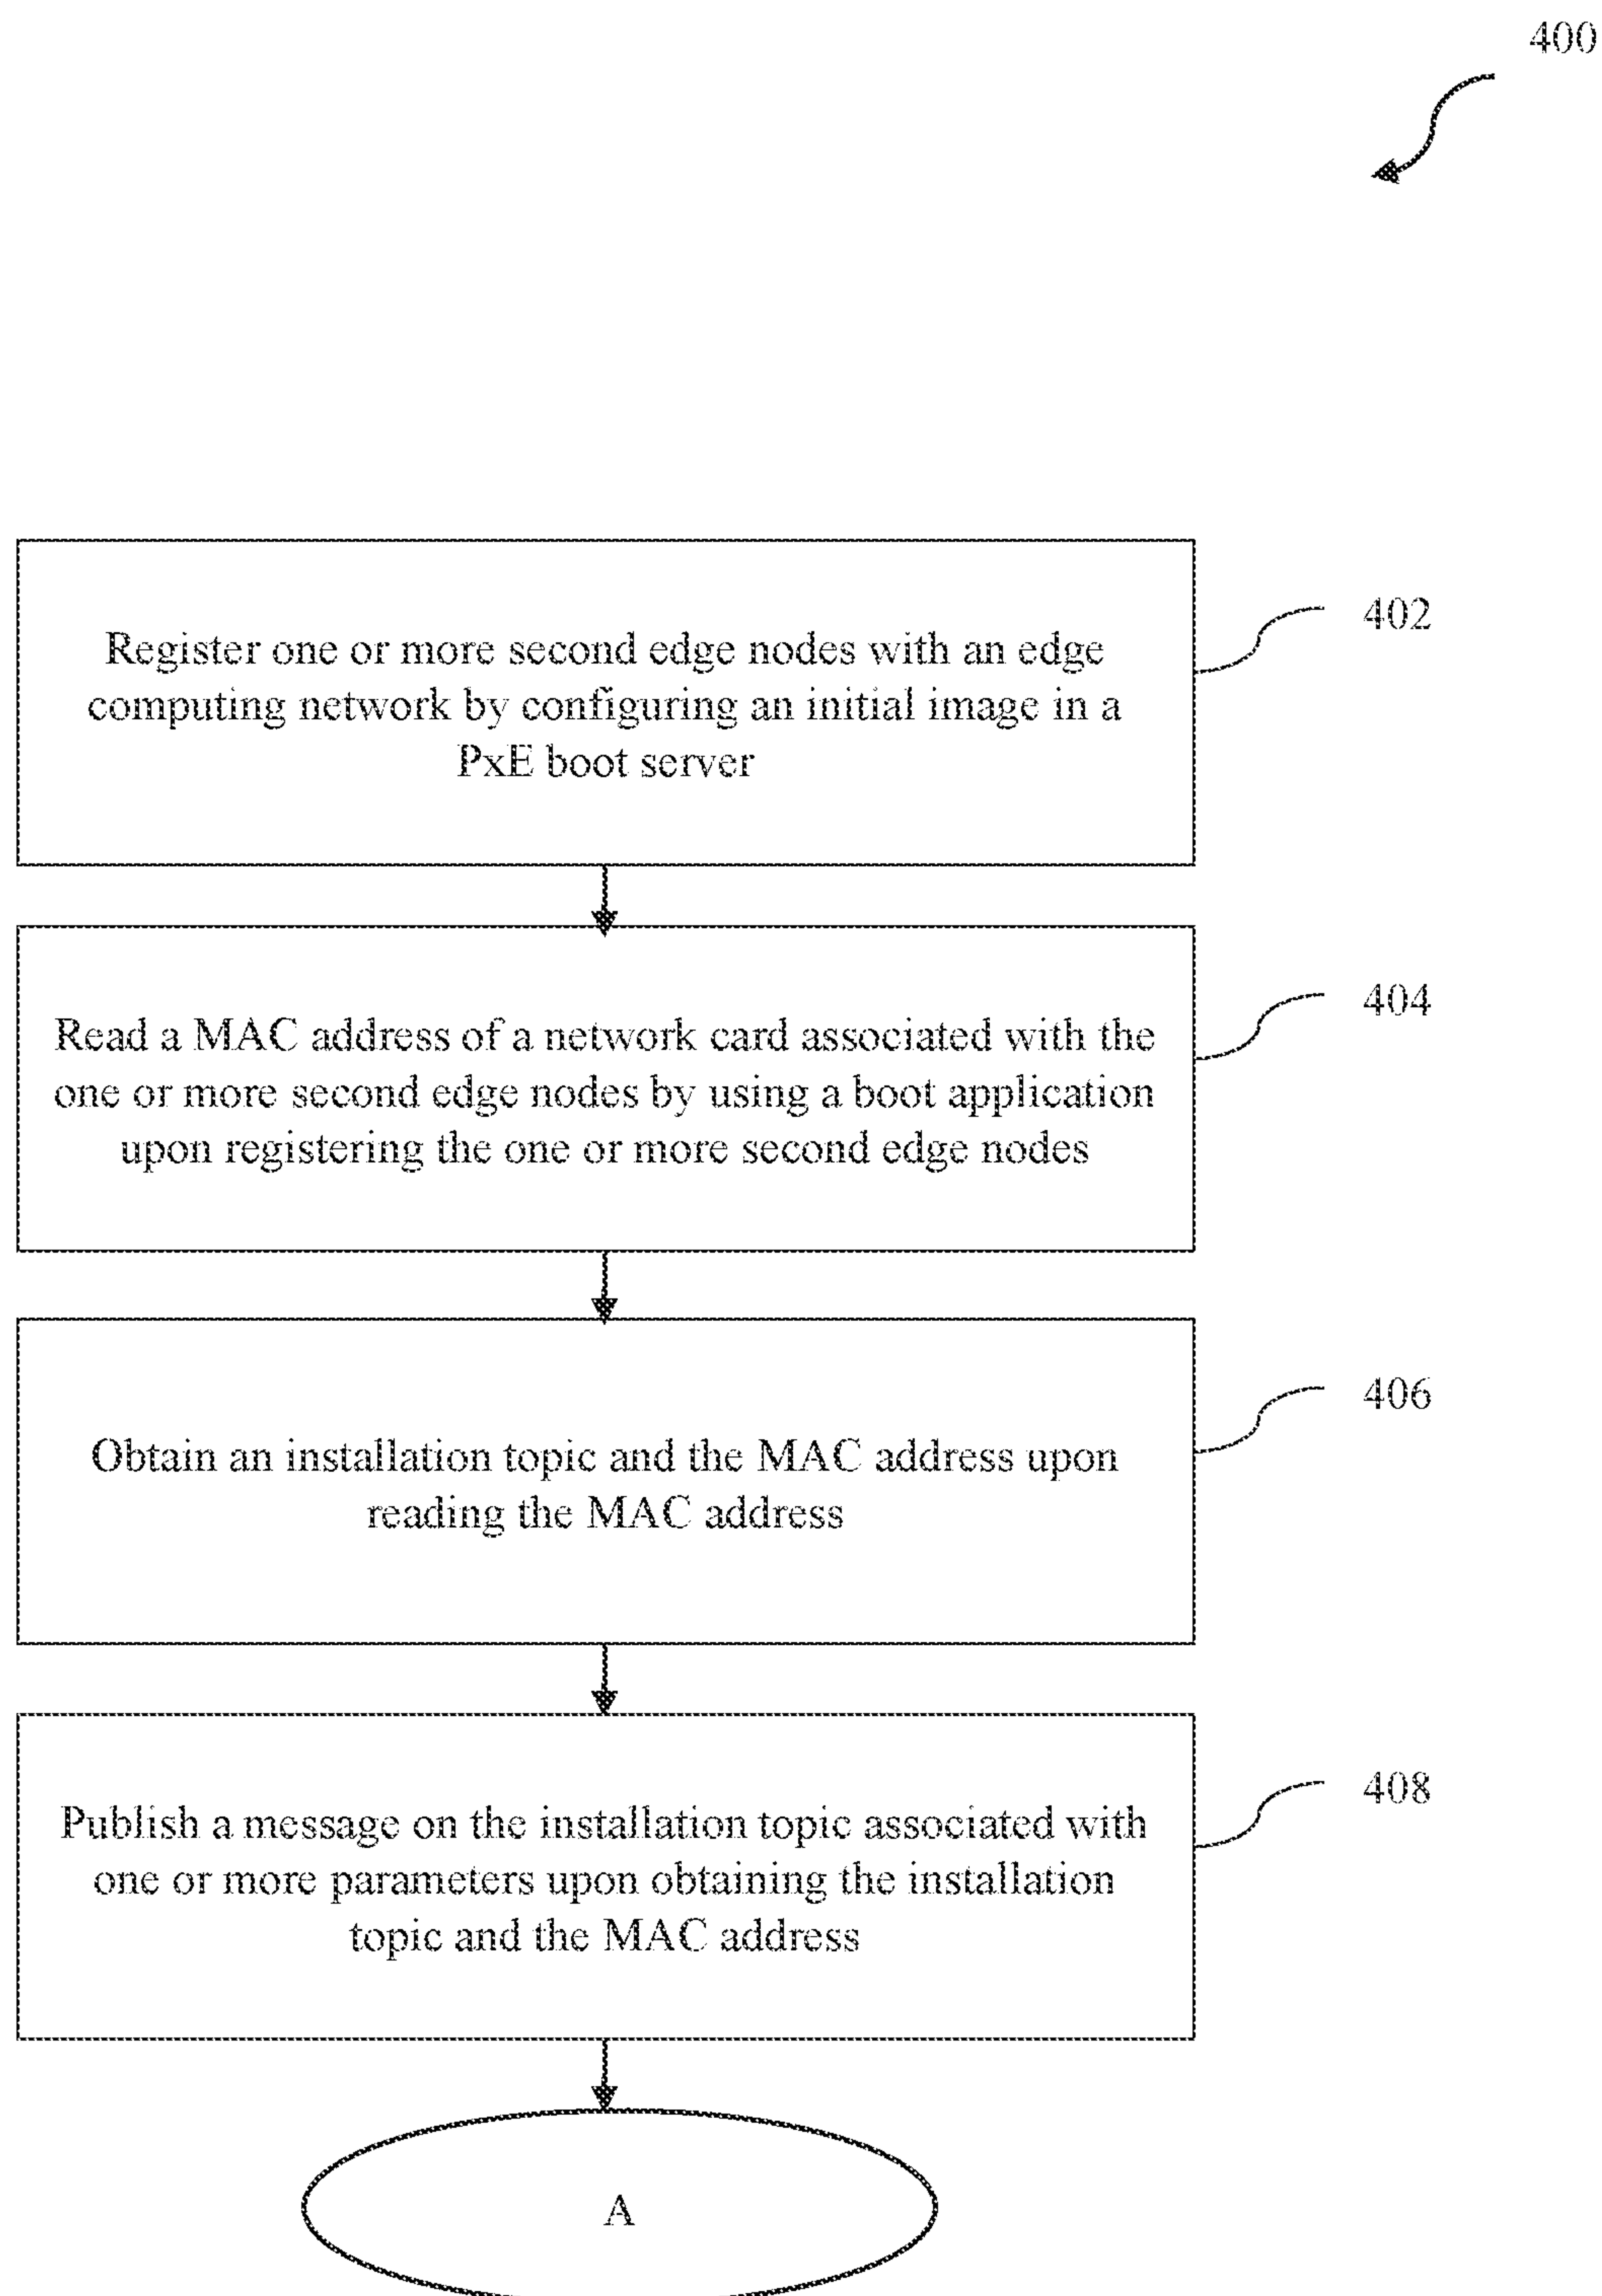 400
Register one or more second edge nodes with an edge
computing network by configuring an initial image in a
PxE boot server
402
Read a MAC address of a network card associated with the
one or more second edge nodes by using a boot application
upon registering the one or more second edge nodes
404
Obtain an installation topic and the MAC address upon
reading the MAC address
406
Publish a message on the installation topic associated with
one or more parameters upon obtaining the installation
topic and the MAC address
408
A